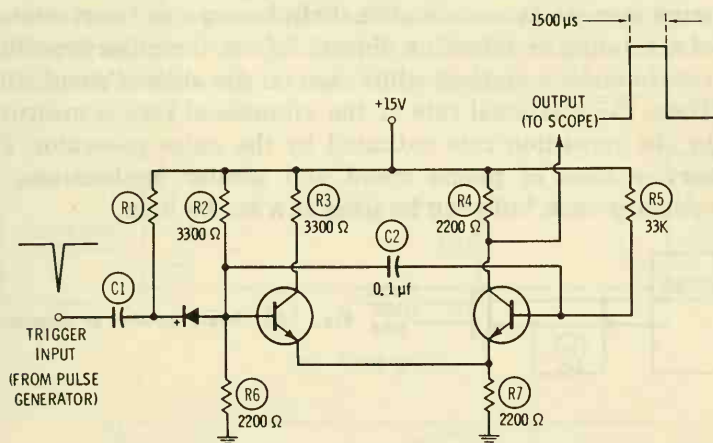 1500 µs
+15V
OUTPUT
(TO SCOPE)
R1
R2
3300 Ω
R3
3300 Ω
R4
2200 Ω
R5
33K
C2
0.1 µf
C1
+
TRIGGER
INPUT
(FROM PULSE
GENERATOR)
R6
2200 Ω
R7
2200 Ω